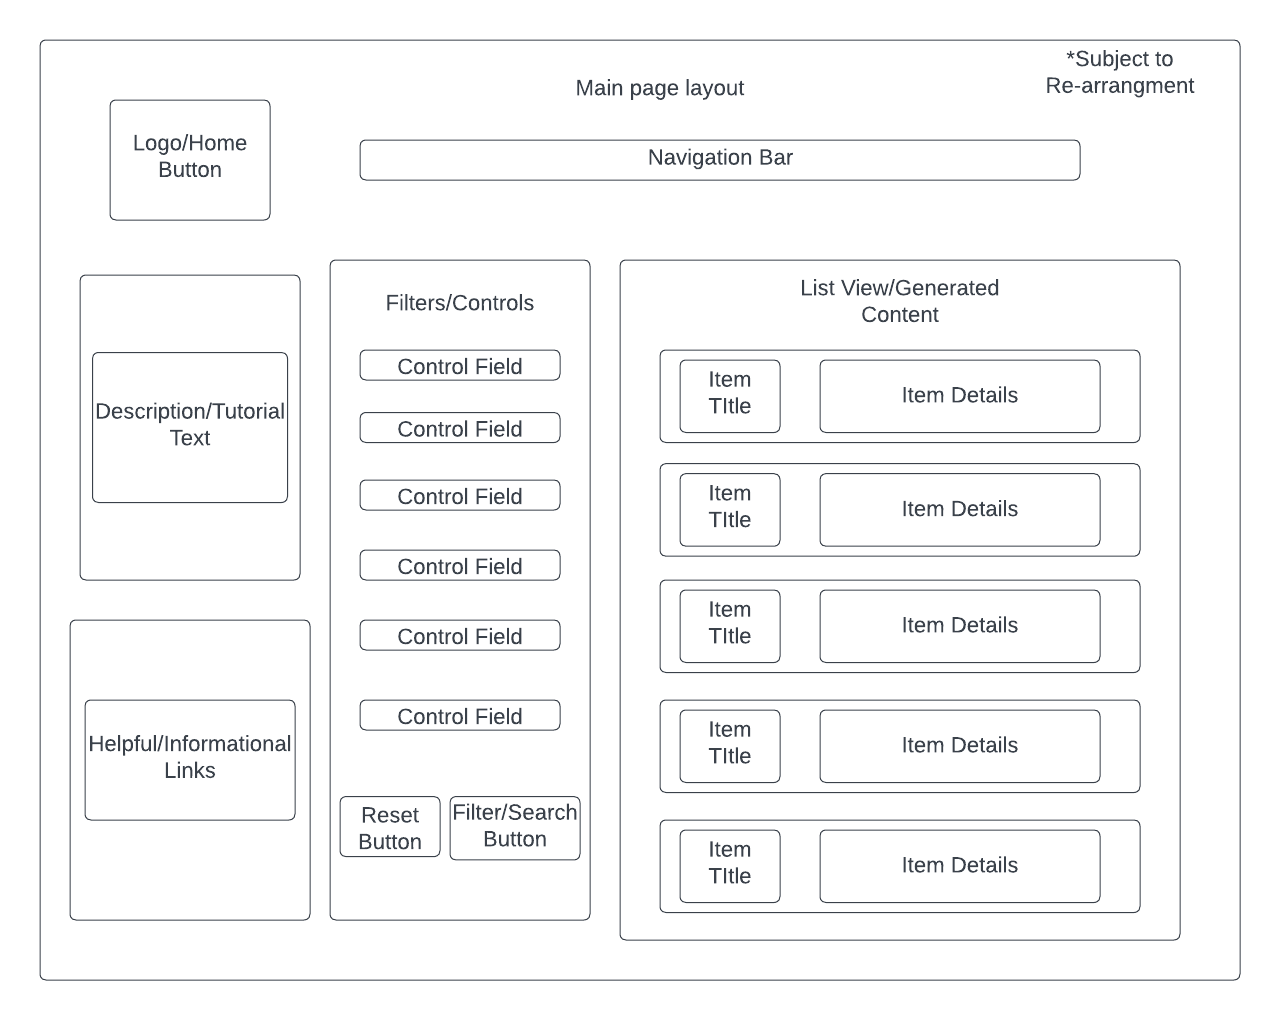 *Subject to
Re-arrangment
Main page layout
Logo/Home
Button
Navigation Bar
Description/Tutorial
Text
Helpful/Informational
Links
Filters/Controls
Control Field
Control Field
Control Field
Control Field
Control Field
Control Field
Reset
Button
Filter/Search
Button
List View/Generated
Content
Item
TItle
Item Details
Item
TItle
Item Details
Item
TItle
Item Details
Item
TItle
Item Details
Item
TItle
Item Details